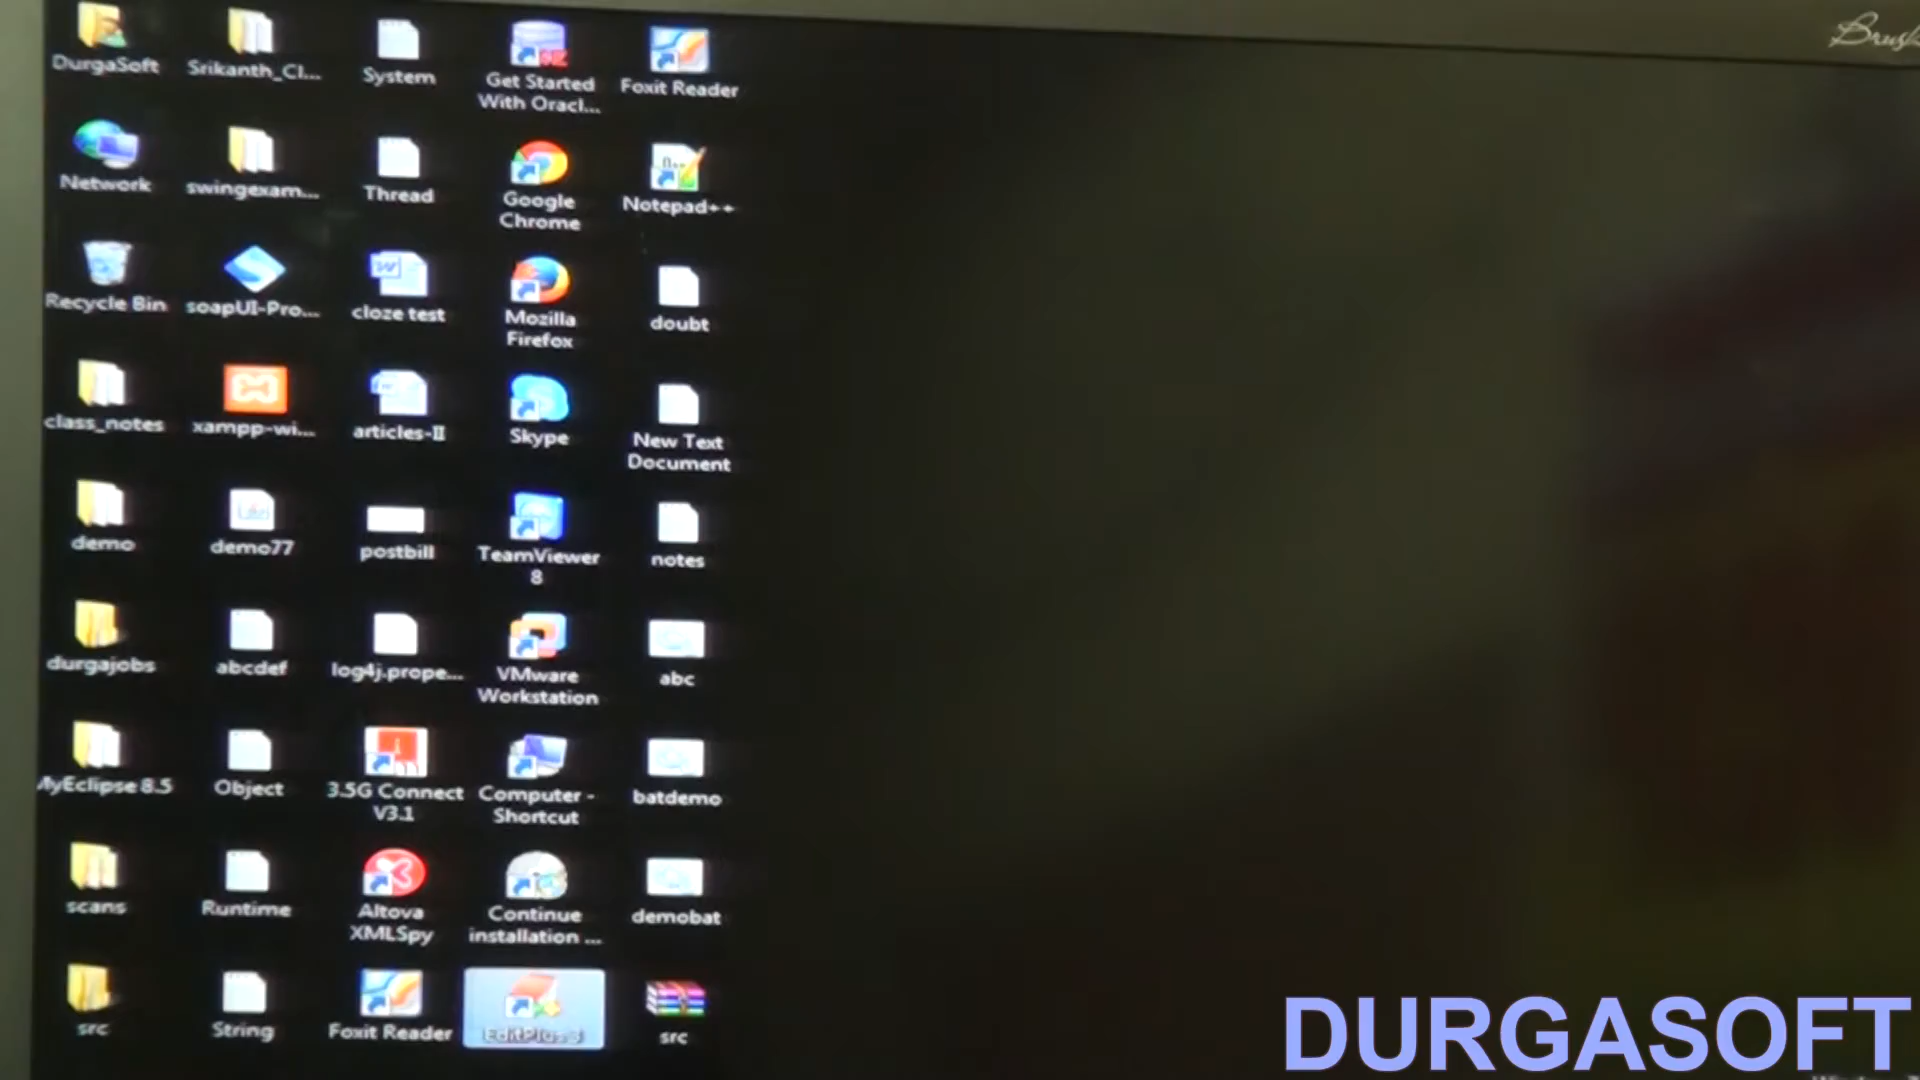 DurgaSoft
Srikanth_Cl...
System
Get Started
With Oracl...
Foxit Reader
Network
swingexam...
Thread
Google
Chrome
Notepad++
Recycle Bin
soapUI-Pro...
cloze test
Mozilla
Firefox
doubt
class_notes
xampp-wi...
articles-II
Skype
New Text
Document
demo
demo77
postbill
TeamViewer
8
notes
durgajobs
abcdef
log4j.prope...
VMware
Workstation
abc
MyEclipse 8.5
Object
3.5G Connect
V3.1
Computer -
Shortcut
batdemo
scans
Runtime
Altova
XMLSpy
Continue
installation ...
demobat
src
String
Foxit Reader
EditPlus 3
src
DURGASOFT